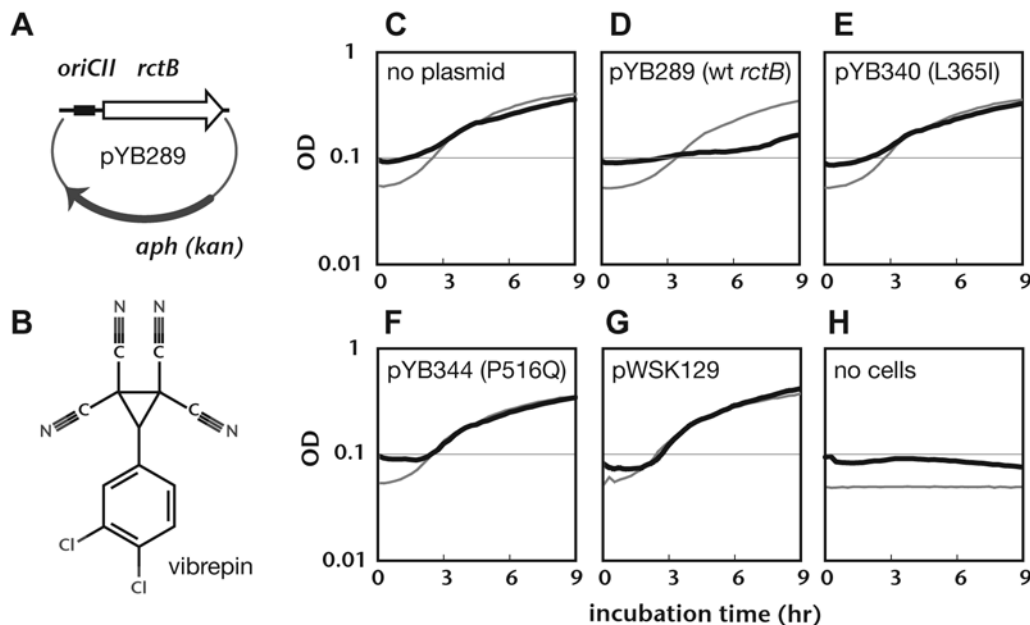 A
oriCII rctB
pYB289
aph (kan)
B
N
N
C
C
N
C
C
N
Cl
Cl
vibrepin
C
D
E
1
no plasmid
pYB289 (wt rctB)
pYB340 (L365I)
OD
0.1
0.01
0
3
6
9
0
3
6
9
0
3
6
9
F
G
H
1
pYB344 (P516Q)
pWSK129
no cells
OD
0.1
0.01
0
3
6
9
0
3
6
9
0
3
6
9
incubation time (hr)